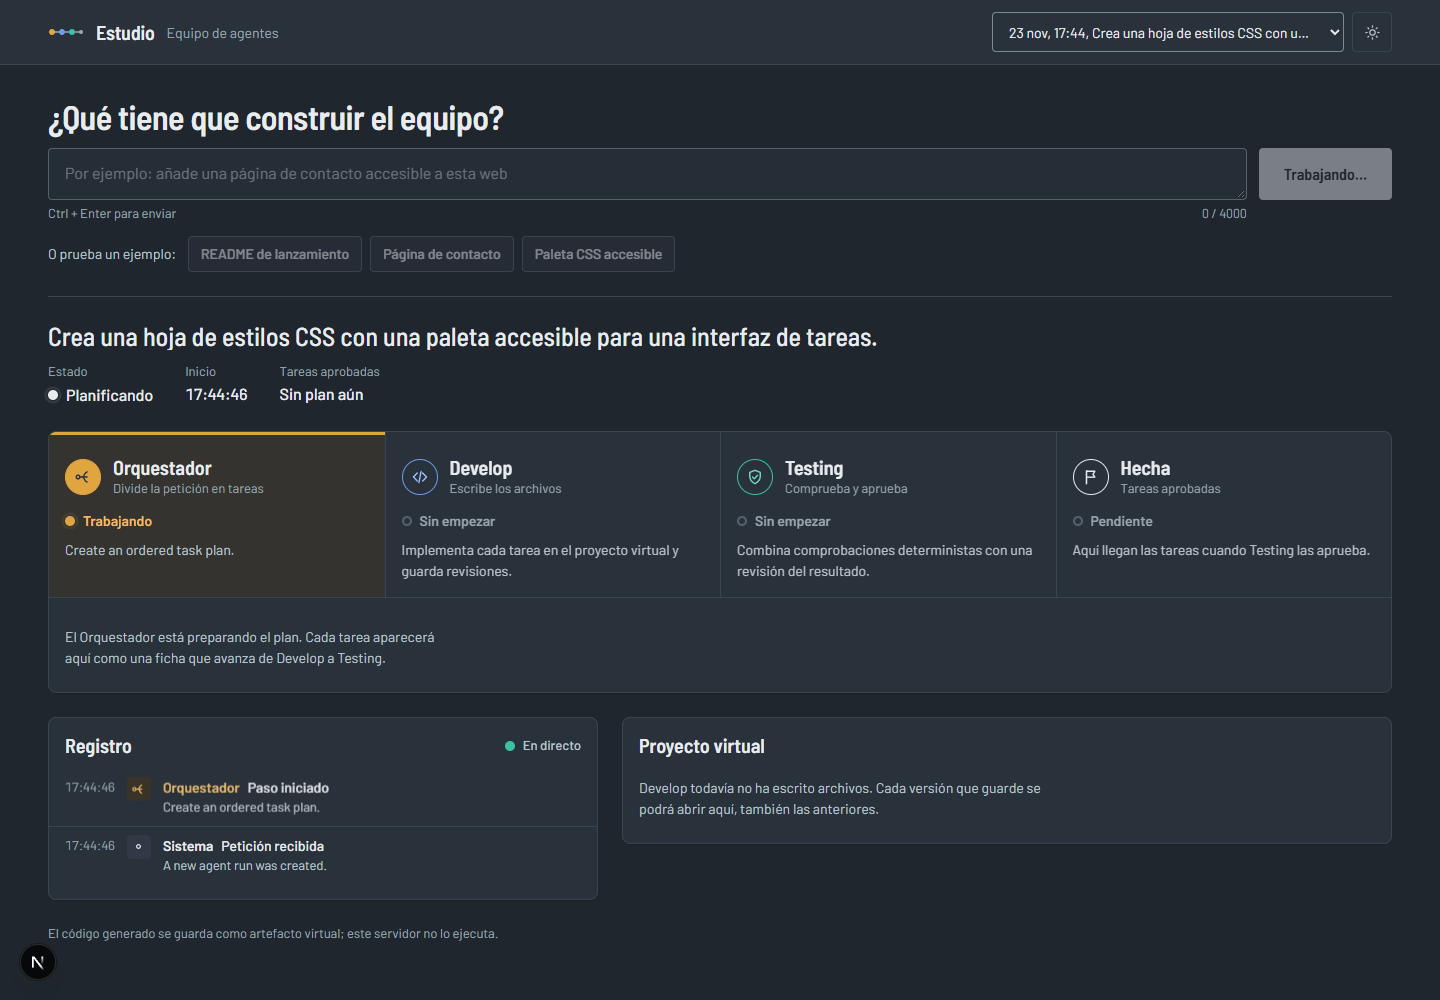 Estudio Equipo de agentes
23 nov, 17:44, Crea una hoja de estilos CSS con u...
¿Qué tiene que construir el equipo?
Por ejemplo: añade una página de contacto accesible a esta web
Trabajando...
Ctrl + Enter para enviar
0 / 4000
O prueba un ejemplo:
README de lanzamiento
Página de contacto
Paleta CSS accesible
Crea una hoja de estilos CSS con una paleta accesible para una interfaz de tareas.
Estado
Planificando
Inicio
17:44:46
Tareas aprobadas
Sin plan aún
Orquestador
Divide la petición en tareas
Trabajando
Create an ordered task plan.
Develop
Escribe los archivos
Sin empezar
Implementa cada tarea en el proyecto virtual y
guarda revisiones.
Testing
Comprueba y aprueba
Sin empezar
Combina comprobaciones deterministas con una
revisión del resultado.
Hecha
Tareas aprobadas
Pendiente
Aquí llegan las tareas cuando Testing las aprueba.
El Orquestador está preparando el plan. Cada tarea aparecerá
aquí como una ficha que avanza de Develop a Testing.
Registro
En directo
17:44:46 Orquestador Paso iniciado
Create an ordered task plan.
17:44:46 Sistema Petición recibida
A new agent run was created.
Proyecto virtual
Develop todavía no ha escrito archivos. Cada versión que guarde se
podrá abrir aquí, también las anteriores.
El código generado se guarda como artefacto virtual; este servidor no lo ejecuta.
N